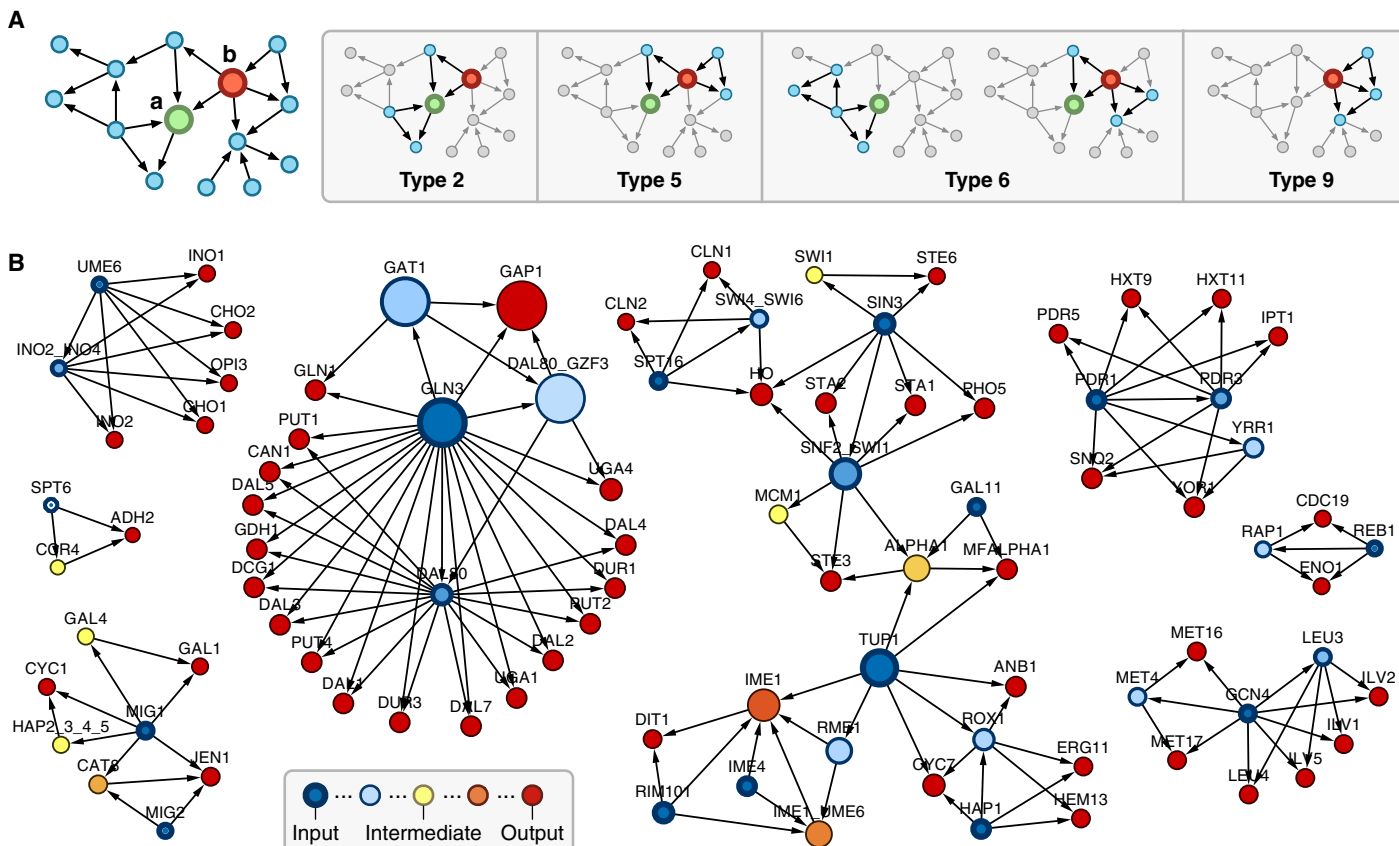 A
b
a
Type 2
Type 5
Type 6
Type 9
B
UME6
INO1
CHO2
INO2_INO4
OPI3
CHO1
INO2
SPT6
ADH2
CCR4
GAL4
GAL1
CYC1
MIG1
HAP2_3_4_5
JEN1
CAT8
MIG2
GAT1
GAP1
DAL80_GZF3
GLN1
GLN3
PUT1
CAN1
UGA4
DAL5
GDH1
DAL4
DCG1
DAL80
DUR1
DAL3
PUT2
PUT4
DAL2
DAL1
UGA1
DUR3
DAL7
Input
Intermediate
Output
CLN1
SWI1
STE6
SWI4_SWI6
CLN2
SIN3
SPT16
HO
STA2
STA1
PHO5
SNF2_SWI1
MCM1
GAL11
ALPHA1
STE3
MFALPHA1
TUP1
ANB1
IME1
DIT1
RME1
ROX1
ERG11
IME4
CYC7
RIM101
IME1_UME6
HAP1
HEM13
HXT9
HXT11
PDR5
IPT1
PDR1
PDR3
YRR1
SNQ2
YOR1
CDC19
RAP1
REB1
ENO1
MET16
LEU3
MET4
GCN4
ILV2
ILV1
MET17
ILV5
LEU4